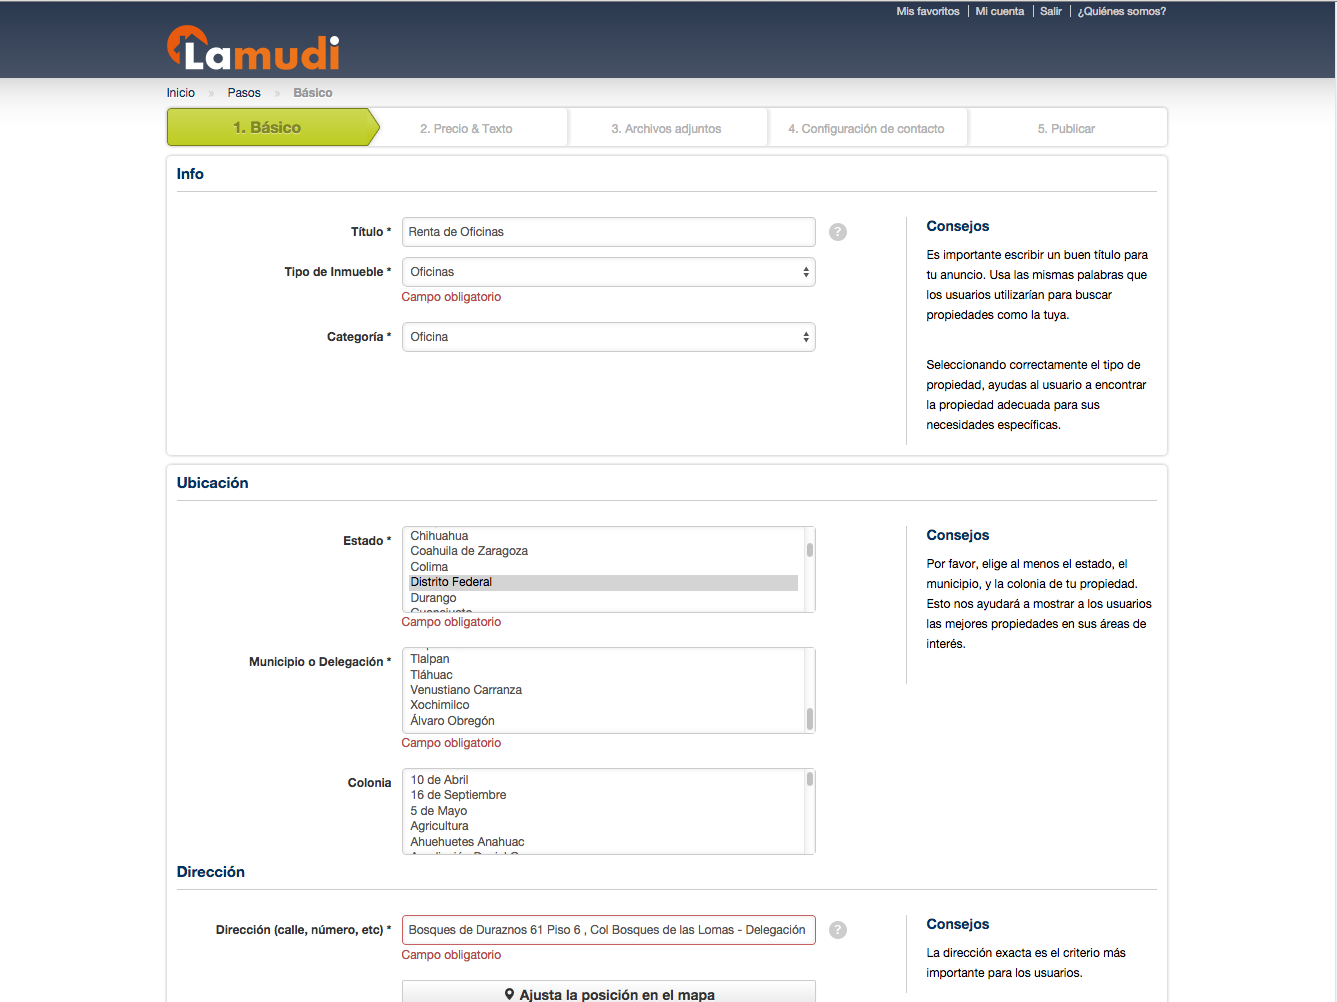 Mis favoritos | Mi cuenta | Salir | ¿Quiénes somos?
Lamudi
Inicio » Pasos » Básico
1. Básico
2. Precio & Texto
3. Archivos adjuntos
4. Configuración de contacto
5. Publicar
Info
Título *
Renta de Oficinas
?
Tipo de Inmueble *
Oficinas
Campo obligatorio
Categoría *
Oficina
Consejos
Es importante escribir un buen título para
tu anuncio. Usa las mismas palabras que
los usuarios utilizarían para buscar
propiedades como la tuya.
Seleccionando correctamente el tipo de
propiedad, ayudas al usuario a encontrar
la propiedad adecuada para sus
necesidades específicas.
Ubicación
Estado *
Chihuahua
Coahuila de Zaragoza
Colima
Distrito Federal
Durango
Campo obligatorio
Municipio o Delegación *
Tlalpan
Tláhuac
Venustiano Carranza
Xochimilco
Álvaro Obregón
Campo obligatorio
Colonia
10 de Abril
16 de Septiembre
5 de Mayo
Agricultura
Ahuehuetes Anahuac
Consejos
Por favor, elige al menos el estado, el
municipio, y la colonia de tu propiedad.
Esto nos ayudará a mostrar a los usuarios
las mejores propiedades en sus áreas de
interés.
Dirección
Dirección (calle, número, etc) *
Bosques de Duraznos 61 Piso 6 , Col Bosques de las Lomas - Delegación
?
Campo obligatorio
Ajusta la posición en el mapa
Consejos
La dirección exacta es el criterio más
importante para los usuarios.